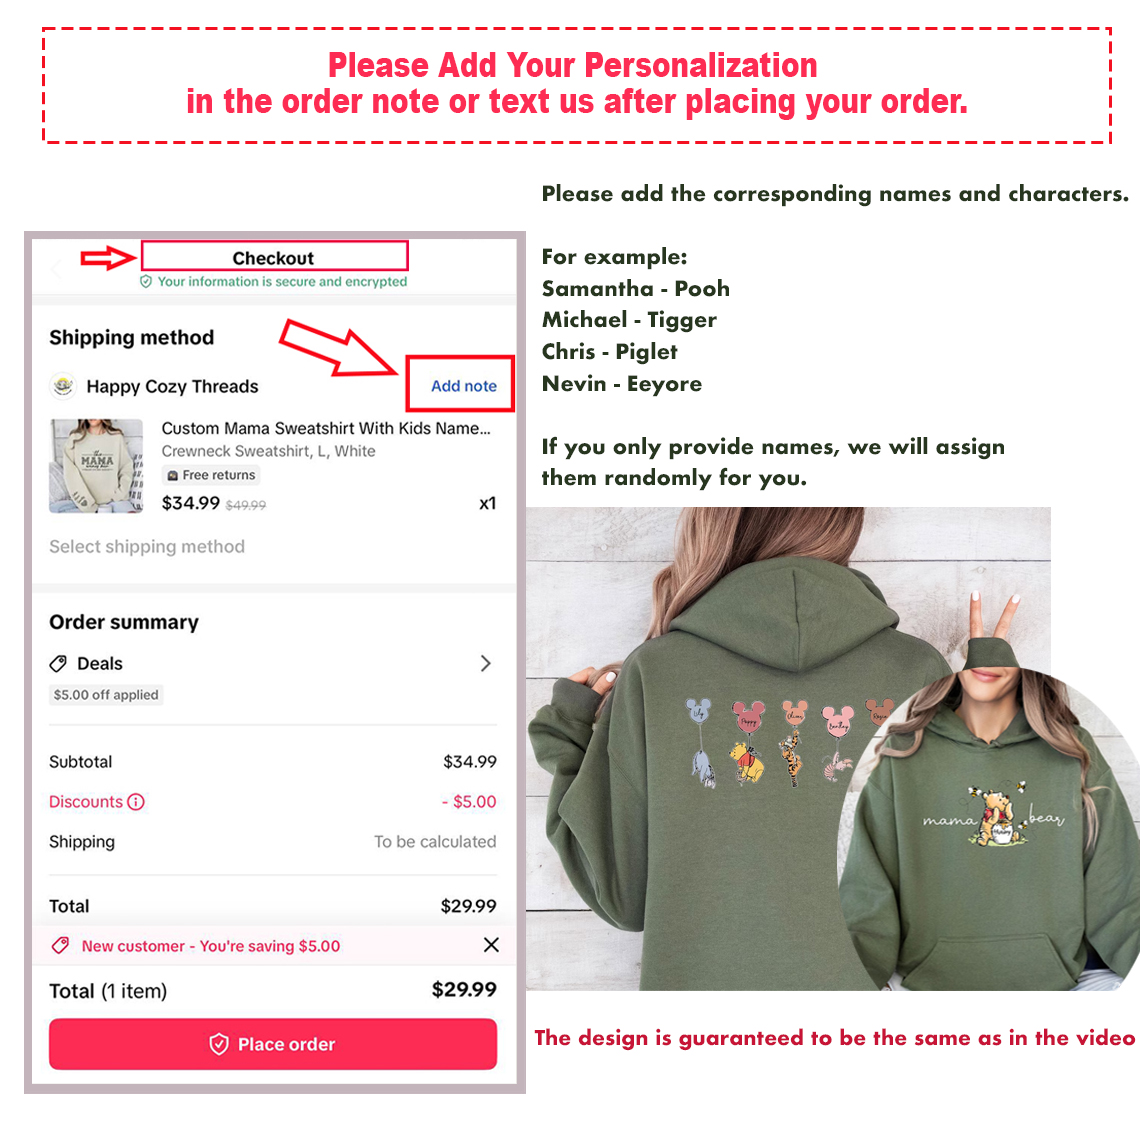 Please Add Your Personalization
in the order note or text us after placing your order.
Please add the corresponding names and characters.
For example:
Samantha - Pooh
Michael - Tigger
Chris - Piglet
Nevin - Eeyore
If you only provide names, we will assign
them randomly for you.
Checkout
Your information is secure and encrypted
Shipping method
Happy Cozy Threads
Add note
Custom Mama Sweatshirt With Kids Name...
Crewneck Sweatshirt, L, White
Free returns
$34.99 $49.99 x1
MAMA
Select shipping method
Order summary
Deals
$5.00 off applied
Subtotal $34.99
Discounts - $5.00
Shipping To be calculated
Total $29.99
New customer - You're saving $5.00
Total (1 item) $29.99
Place order
Lily Poppy Oliver
mama bear
The design is guaranteed to be the same as in the video